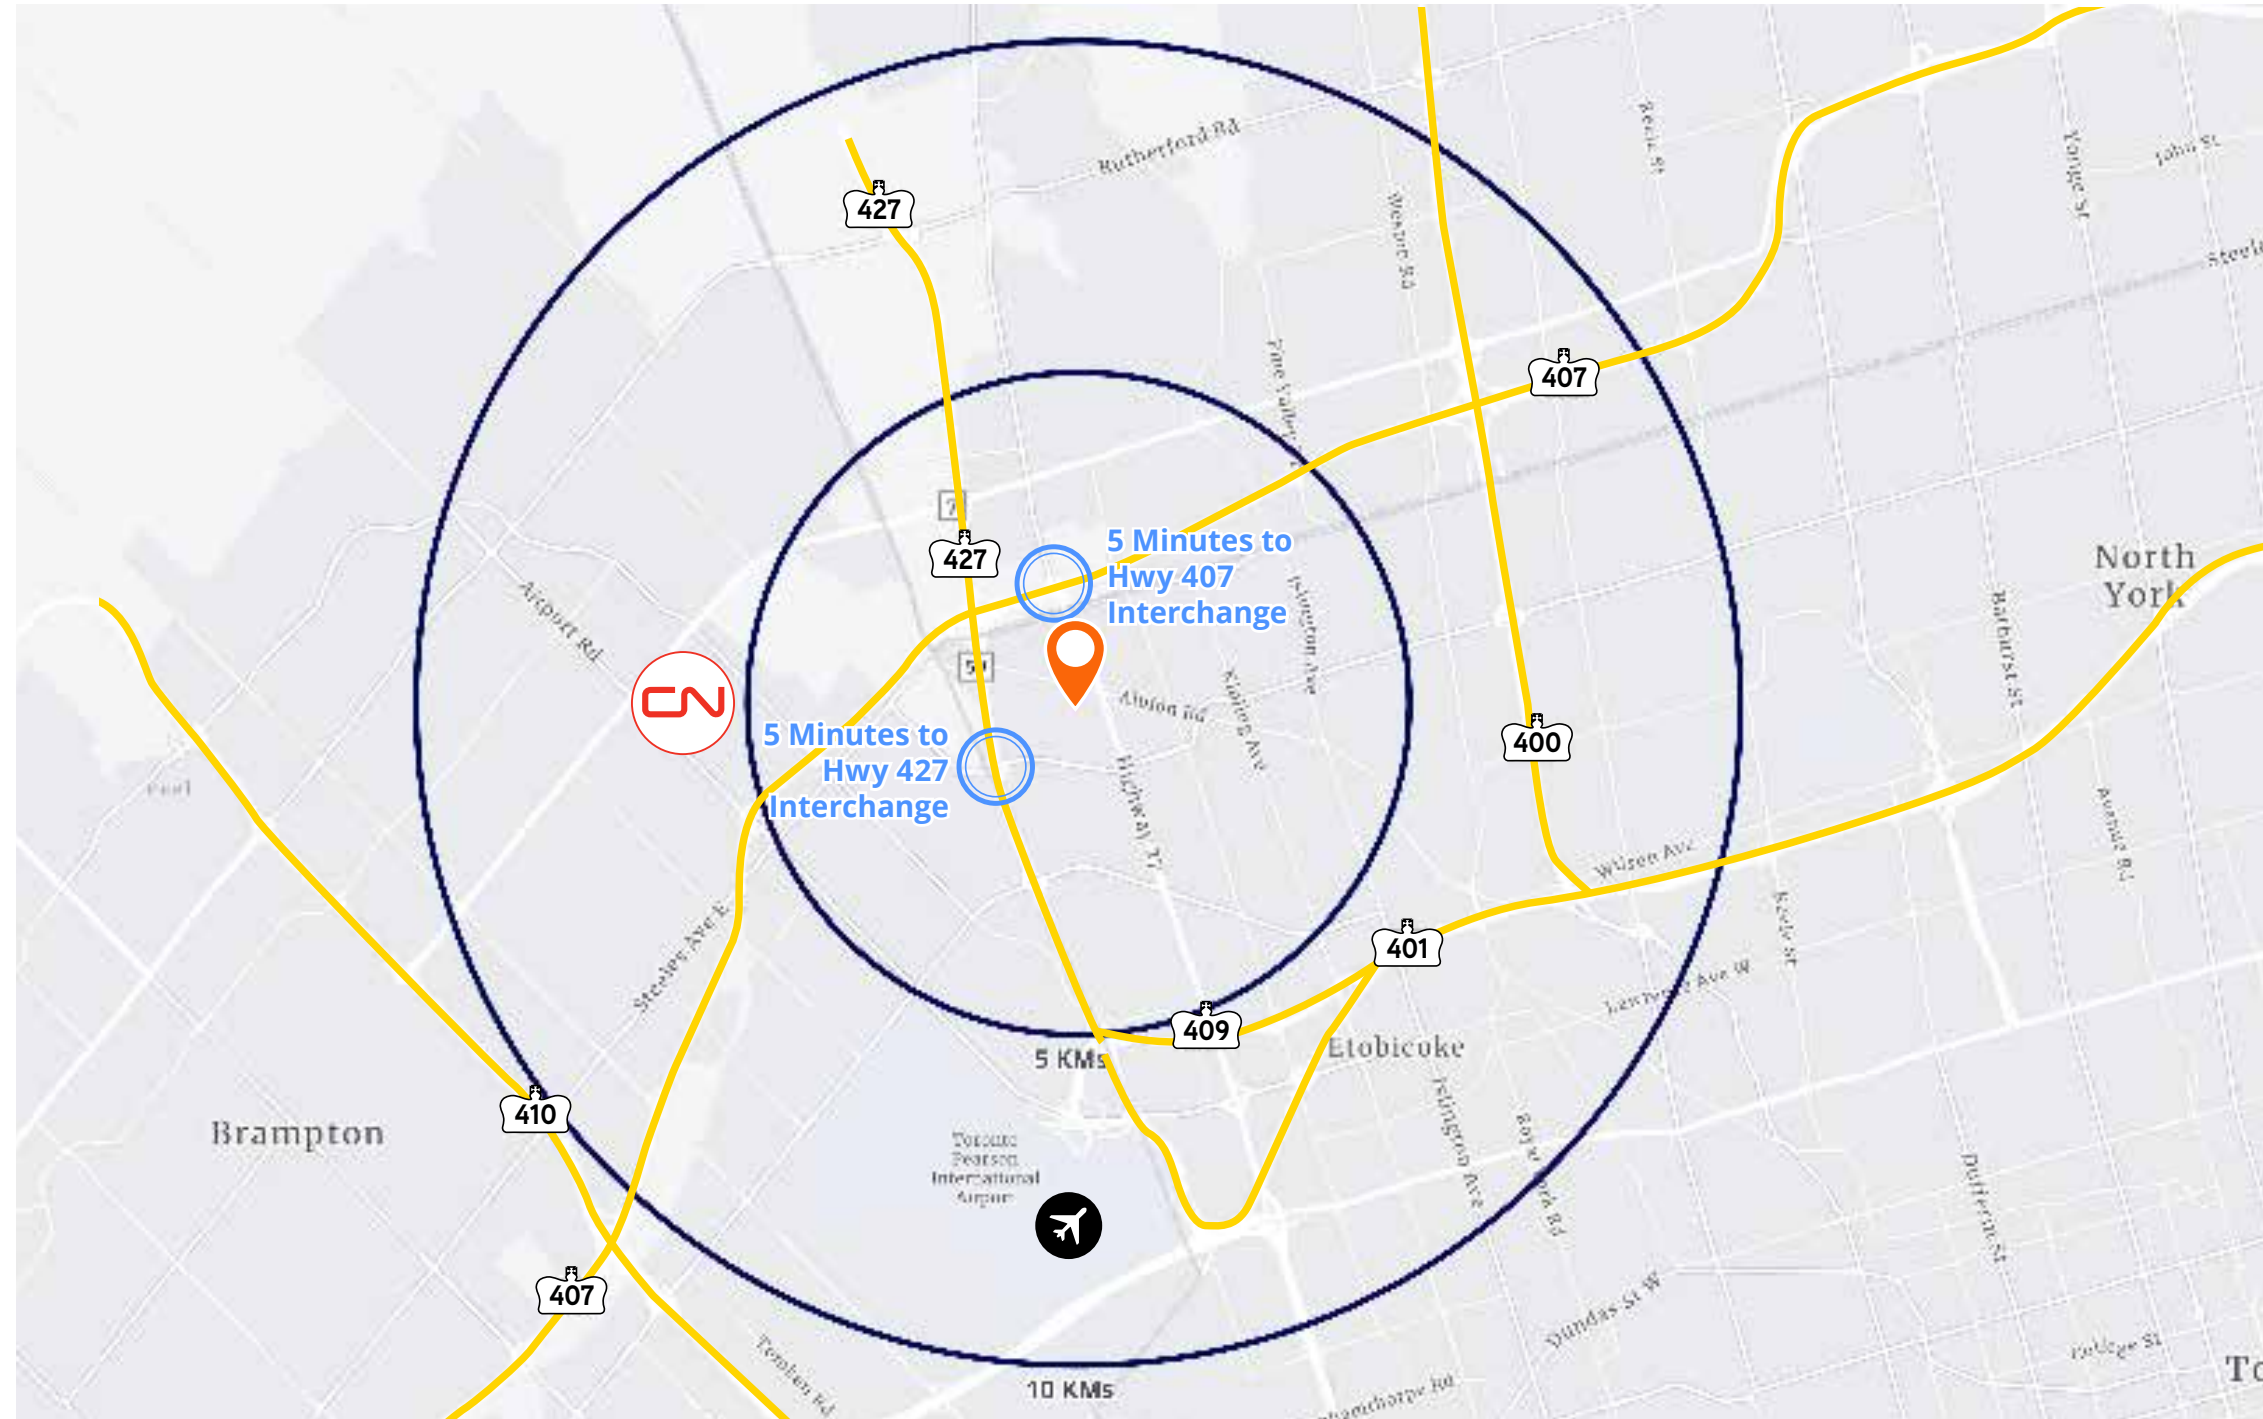 Rutherford Rd
427
Weston Rd
Keele St
Yonge St
John St
407
Pine Valley
7
427
5 Minutes to
Hwy 407
Interchange
North
York
Airport Rd
CN
Islington Ave
Kipling Ave
Albion Rd
Bathurst St
5 Minutes to
Hwy 427
Interchange
400
Highway 27
Wilson Ave
Avenue Rd
Keele St
Steeles Ave E
401
Lawrence Ave W
409
Etobicoke
5 KMs
410
Brampton
Toronto
Pearson
International
Airport
Islington Ave
Royal York Rd
Dufferin St
407
Dundas St W
Tomken Rd
College St
10 KMs